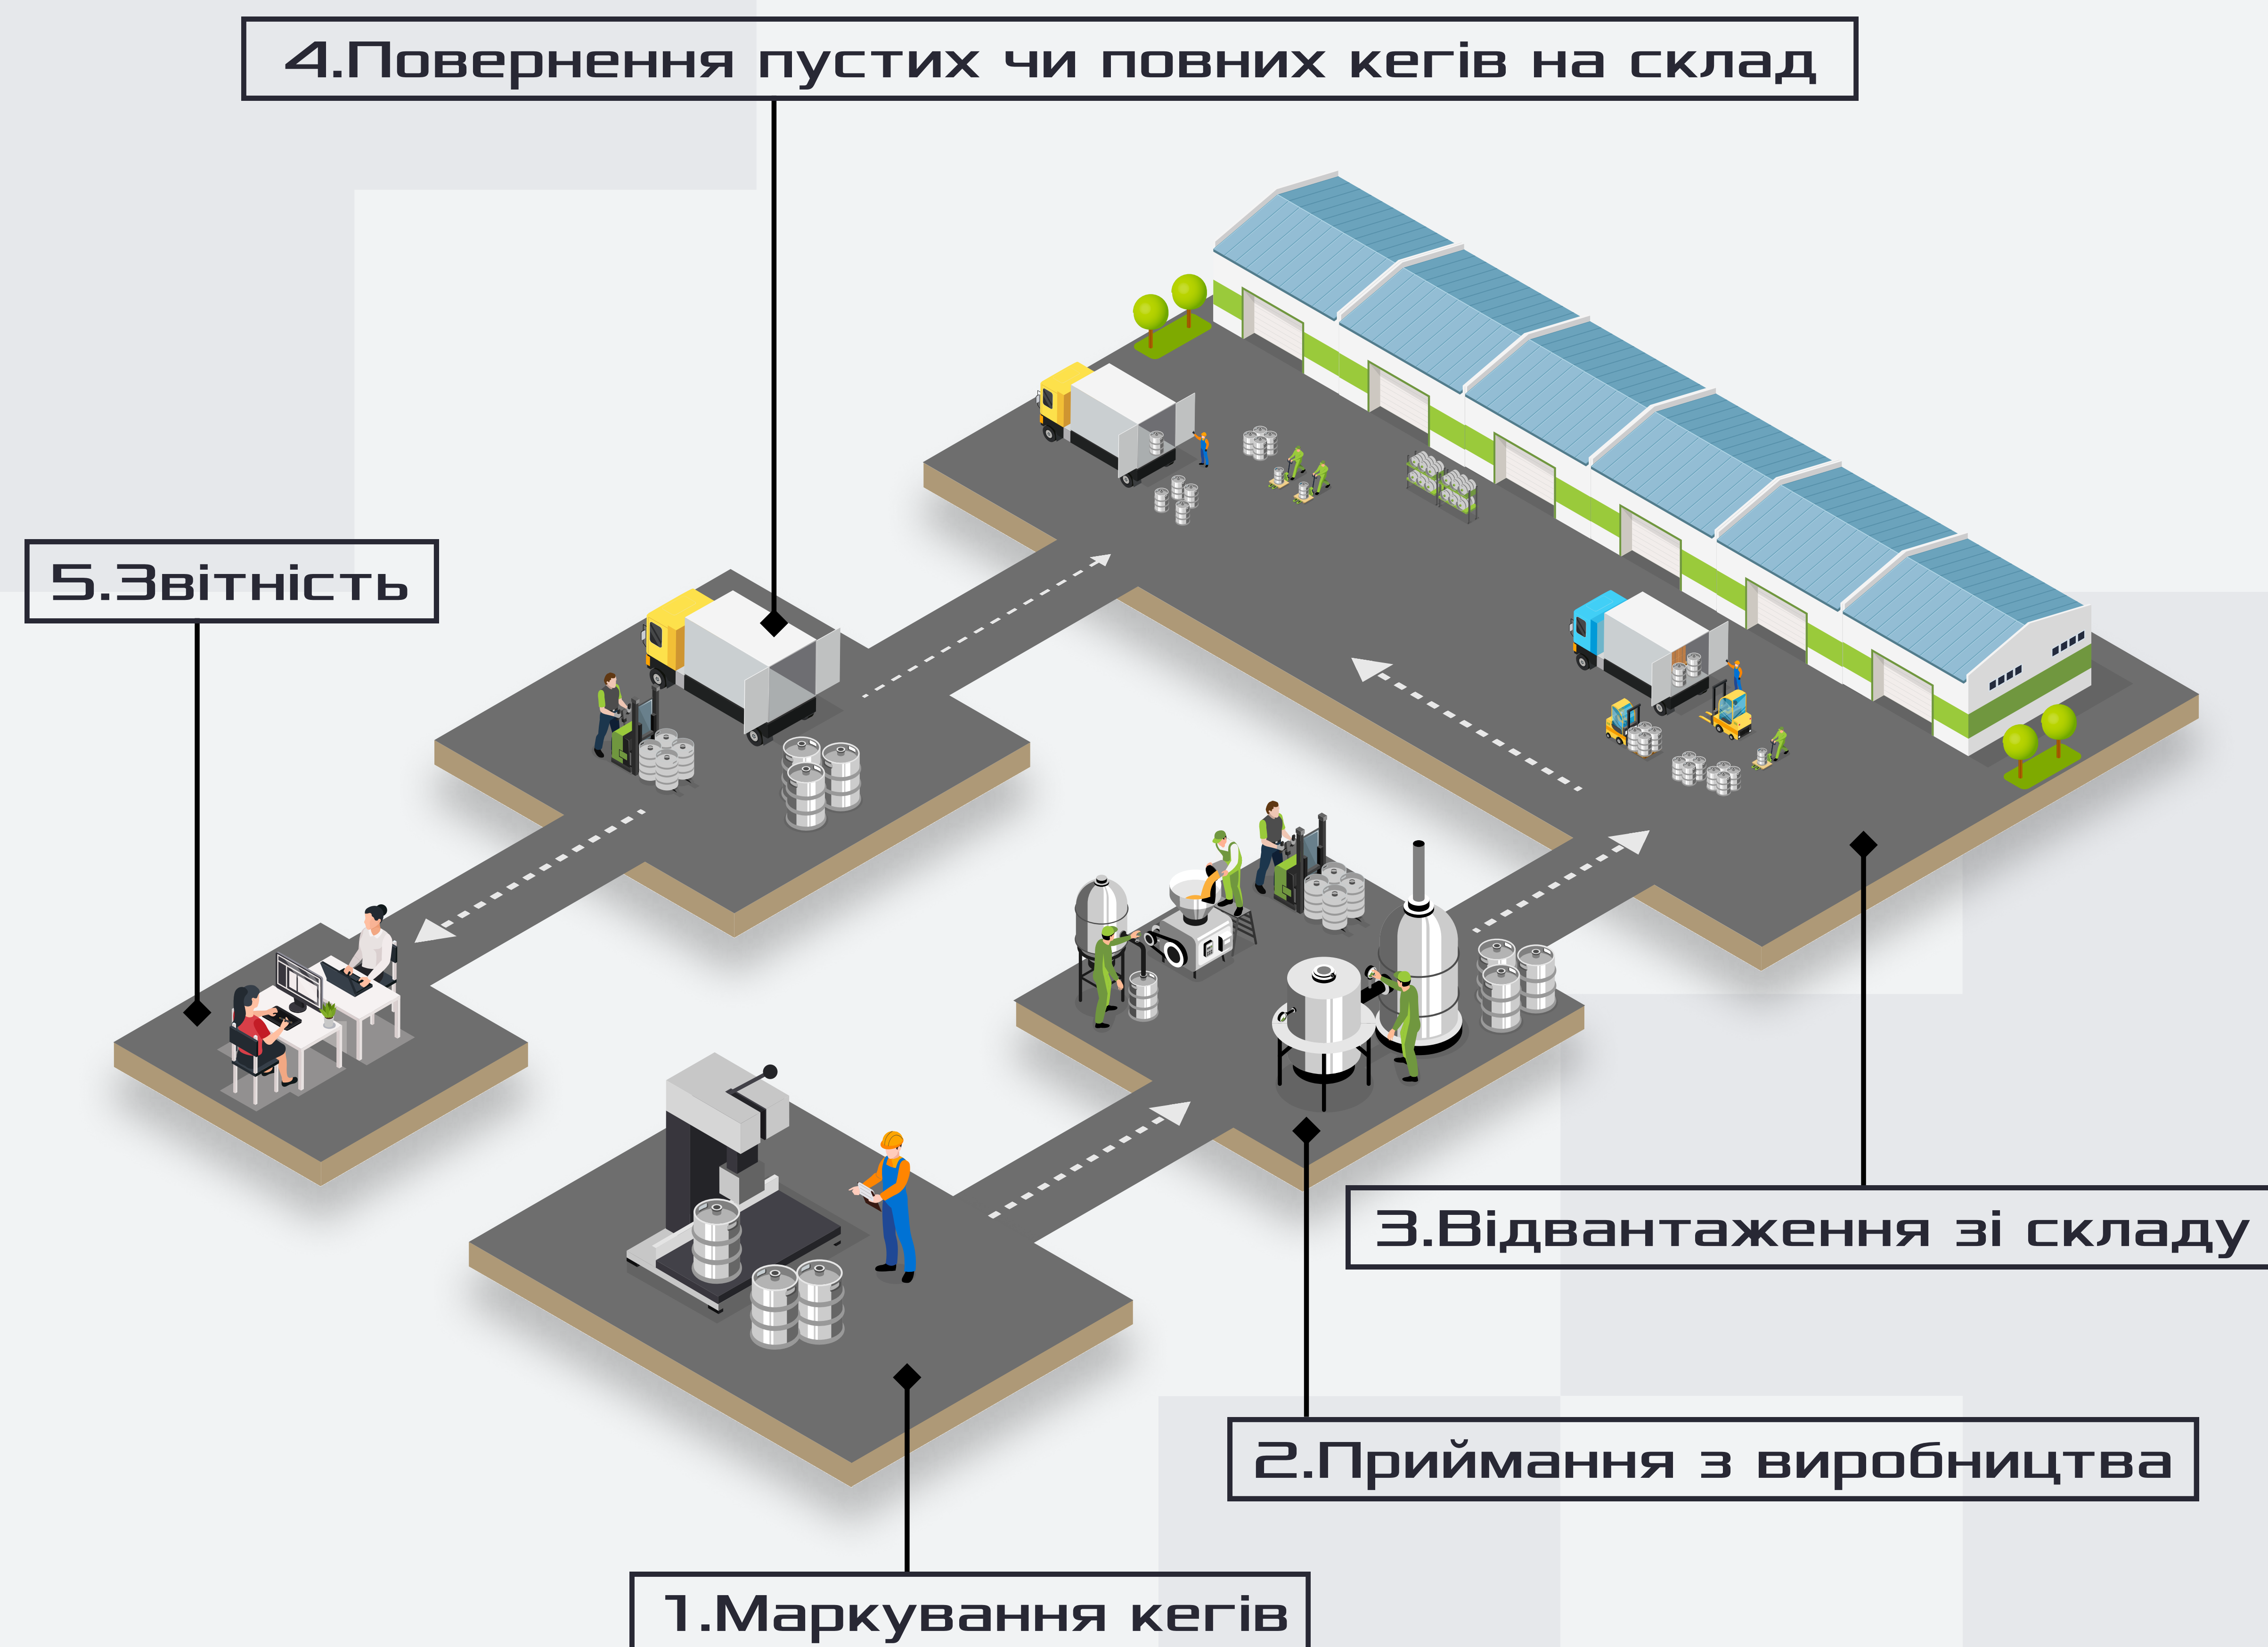 4.Повернення пустих чи повних кегів на склад
5.Звітність
3.Відвантаження зі складу
2.Приймання з виробництва
1.Маркування кегів